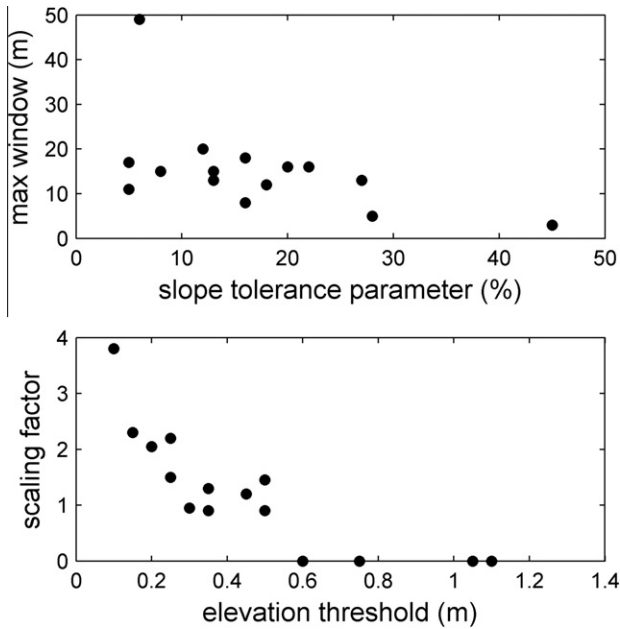 50
40
30
20
10
0
max window (m)
0 10 20 30 40 50
slope tolerance parameter (%)
4
3
2
1
0
scaling factor
0 0.2 0.4 0.6 0.8 1 1.2 1.4
elevation threshold (m)